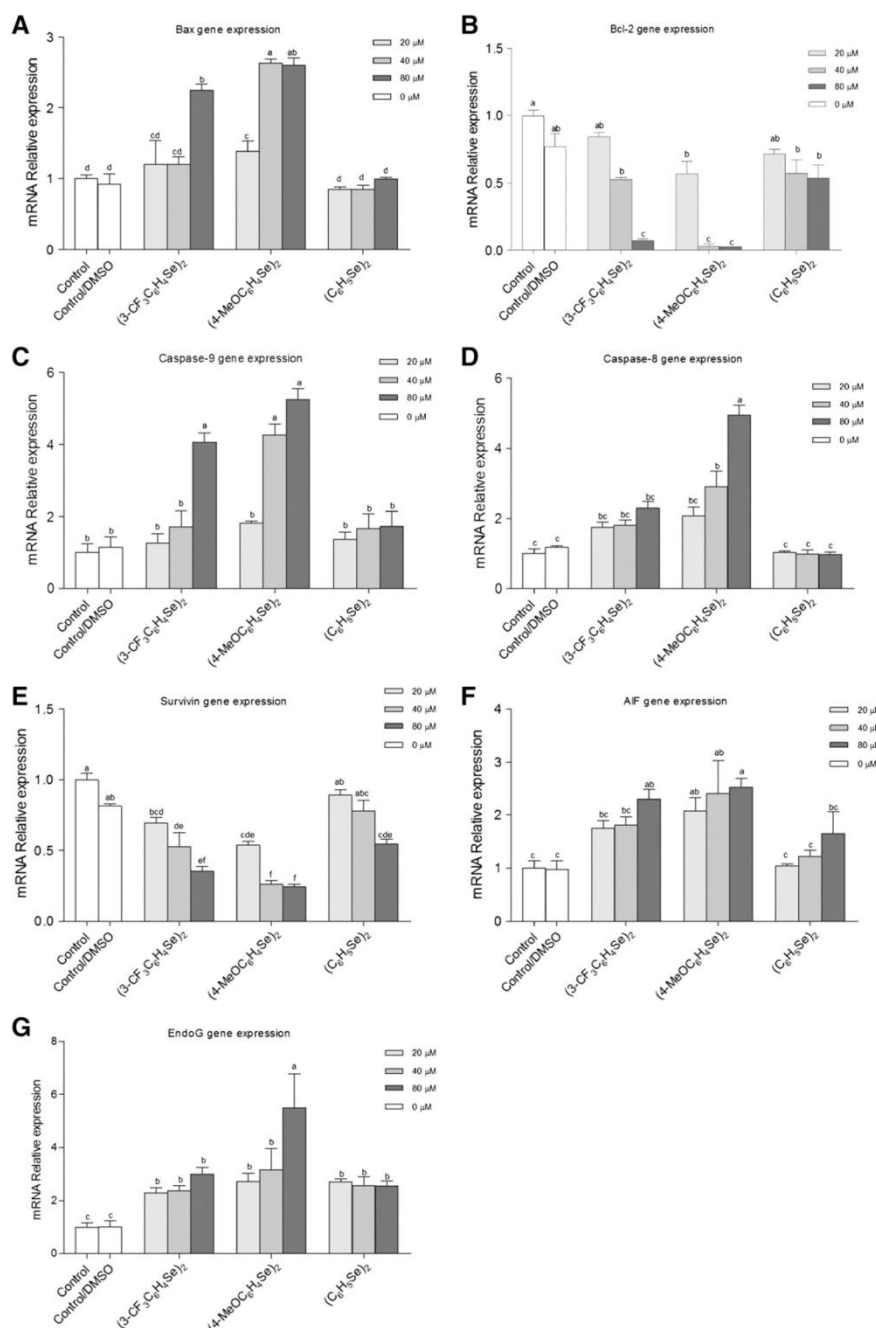 A
Bax gene expression
mRNA Relative expression
3
2
1
0
20 µM
40 µM
80 µM
0 µM
d d cd cd b c a ab d d d
Control
Control/DMSO
(3-CF3C6H4Se)2
(4-MeOC6H4Se)2
(C6H5Se)2
B
Bcl-2 gene expression
mRNA Relative expression
1.5
1.0
0.5
0.0
20 µM
40 µM
80 µM
0 µM
a ab ab b c b c c ab b b
Control
Control/DMSO
(3-CF3C6H4Se)2
(4-MeOC6H4Se)2
(C6H5Se)2
C
Caspase-9 gene expression
mRNA Relative expression
6
4
2
0
20 µM
40 µM
80 µM
0 µM
b b b b a b a a b b b
Control
Control/DMSO
(3-CF3C6H4Se)2
(4-MeOC6H4Se)2
(C6H5Se)2
D
Caspase-8 gene expression
mRNA Relative expression
6
4
2
0
20 µM
40 µM
80 µM
0 µM
c c bc bc bc bc b a c c c
Control
Control/DMSO
(3-CF3C6H4Se)2
(4-MeOC6H4Se)2
(C6H5Se)2
E
Survivin gene expression
mRNA Relative expression
1.5
1.0
0.5
0.0
20 µM
40 µM
80 µM
0 µM
a ab bcd de ef cde f f ab abc cde
Control
Control/DMSO
(3-CF3C6H4Se)2
(4-MeOC6H4Se)2
(C6H5Se)2
F
AIF gene expression
mRNA Relative expression
4
3
2
1
0
20 µM
40 µM
80 µM
0 µM
c c bc bc ab ab ab a c c bc
Control
Control/DMSO
(3-CF3C6H4Se)2
(4-MeOC6H4Se)2
(C6H5Se)2
G
EndoG gene expression
mRNA Relative expression
8
6
4
2
0
20 µM
40 µM
80 µM
0 µM
c c b b b b b a b b b
Control
Control/DMSO
(3-CF3C6H4Se)2
(4-MeOC6H4Se)2
(C6H5Se)2